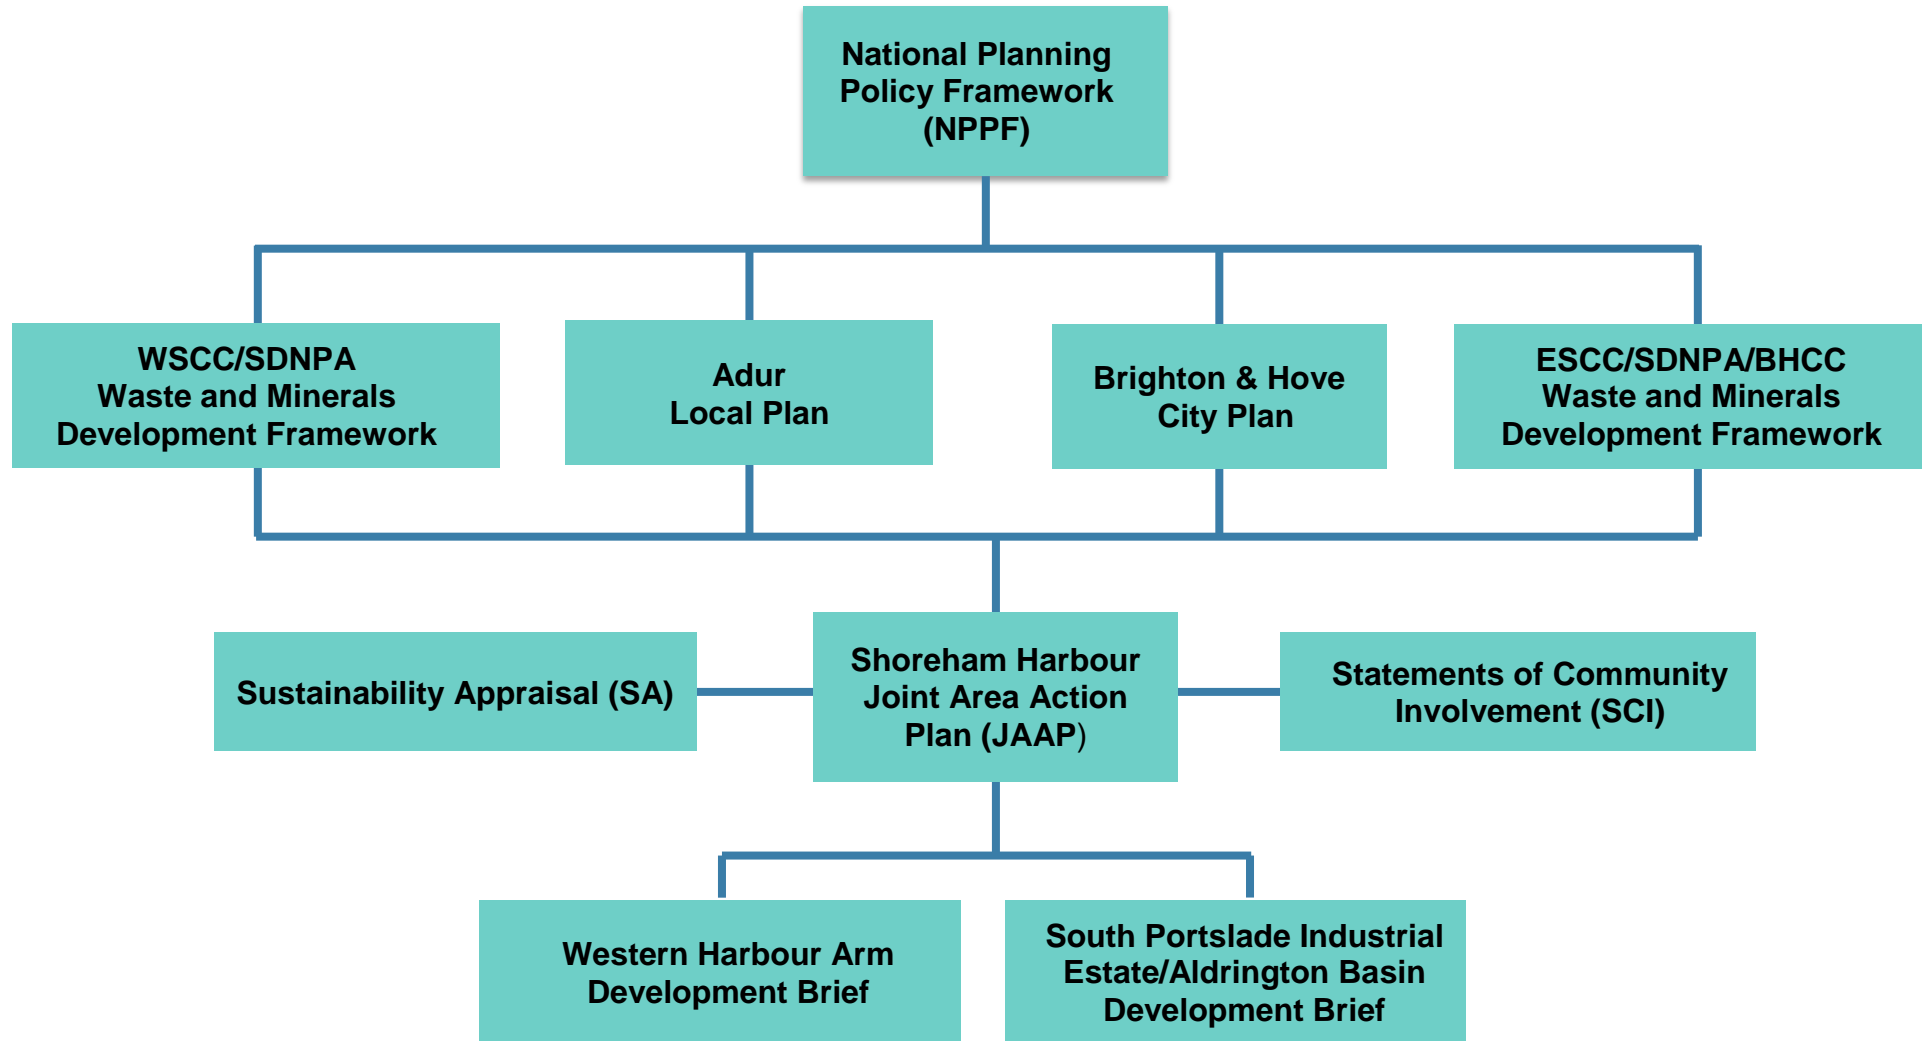 National Planning
Policy Framework
(NPPF)
WSCC/SDNPA
Waste and Minerals
Development Framework
Adur
Local Plan
Brighton & Hove
City Plan
ESCC/SDNPA/BHCC
Waste and Minerals
Development Framework
Sustainability Appraisal (SA)
Shoreham Harbour
Joint Area Action
Plan (JAAP)
Statements of Community
Involvement (SCI)
Western Harbour Arm
Development Brief
South Portslade Industrial
Estate/Aldrington Basin
Development Brief